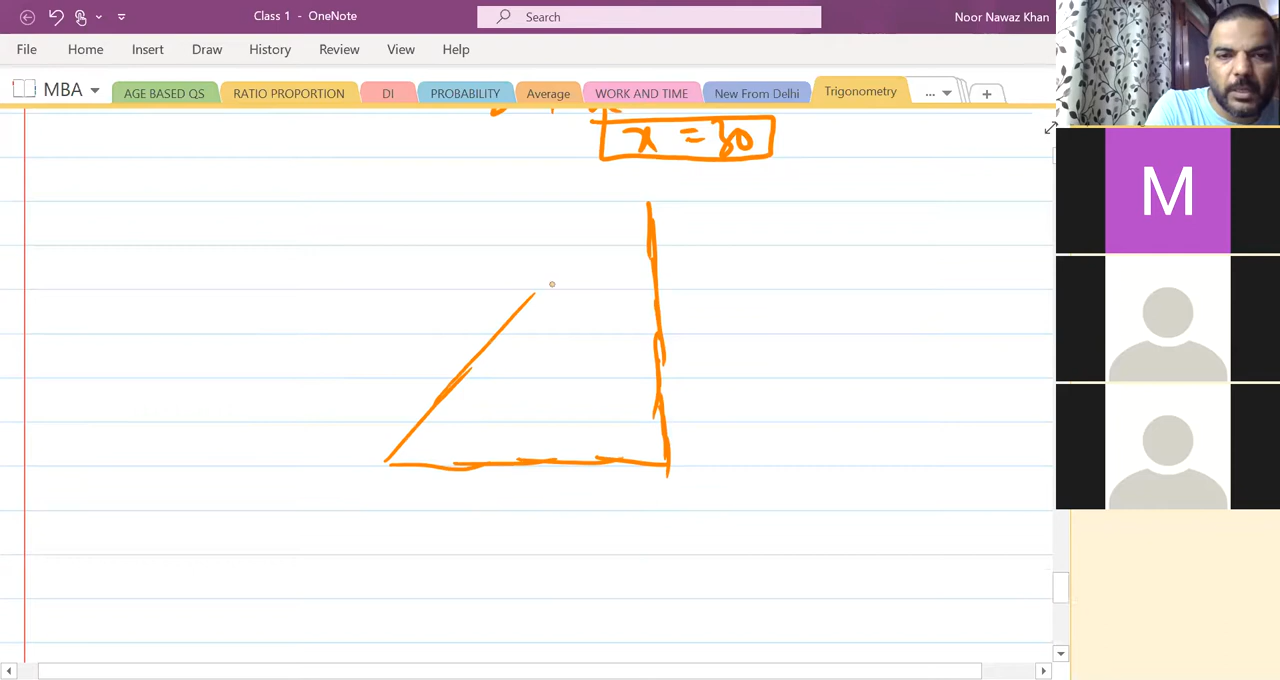 Class 1 - OneNote
Search
Noor Nawaz Khan
File Home Insert Draw History Review View Help
MBA
AGE BASED QS RATIO PROPORTION DI PROBABILITY Average WORK AND TIME New From Delhi Trigonometry ... +
x = 30
M